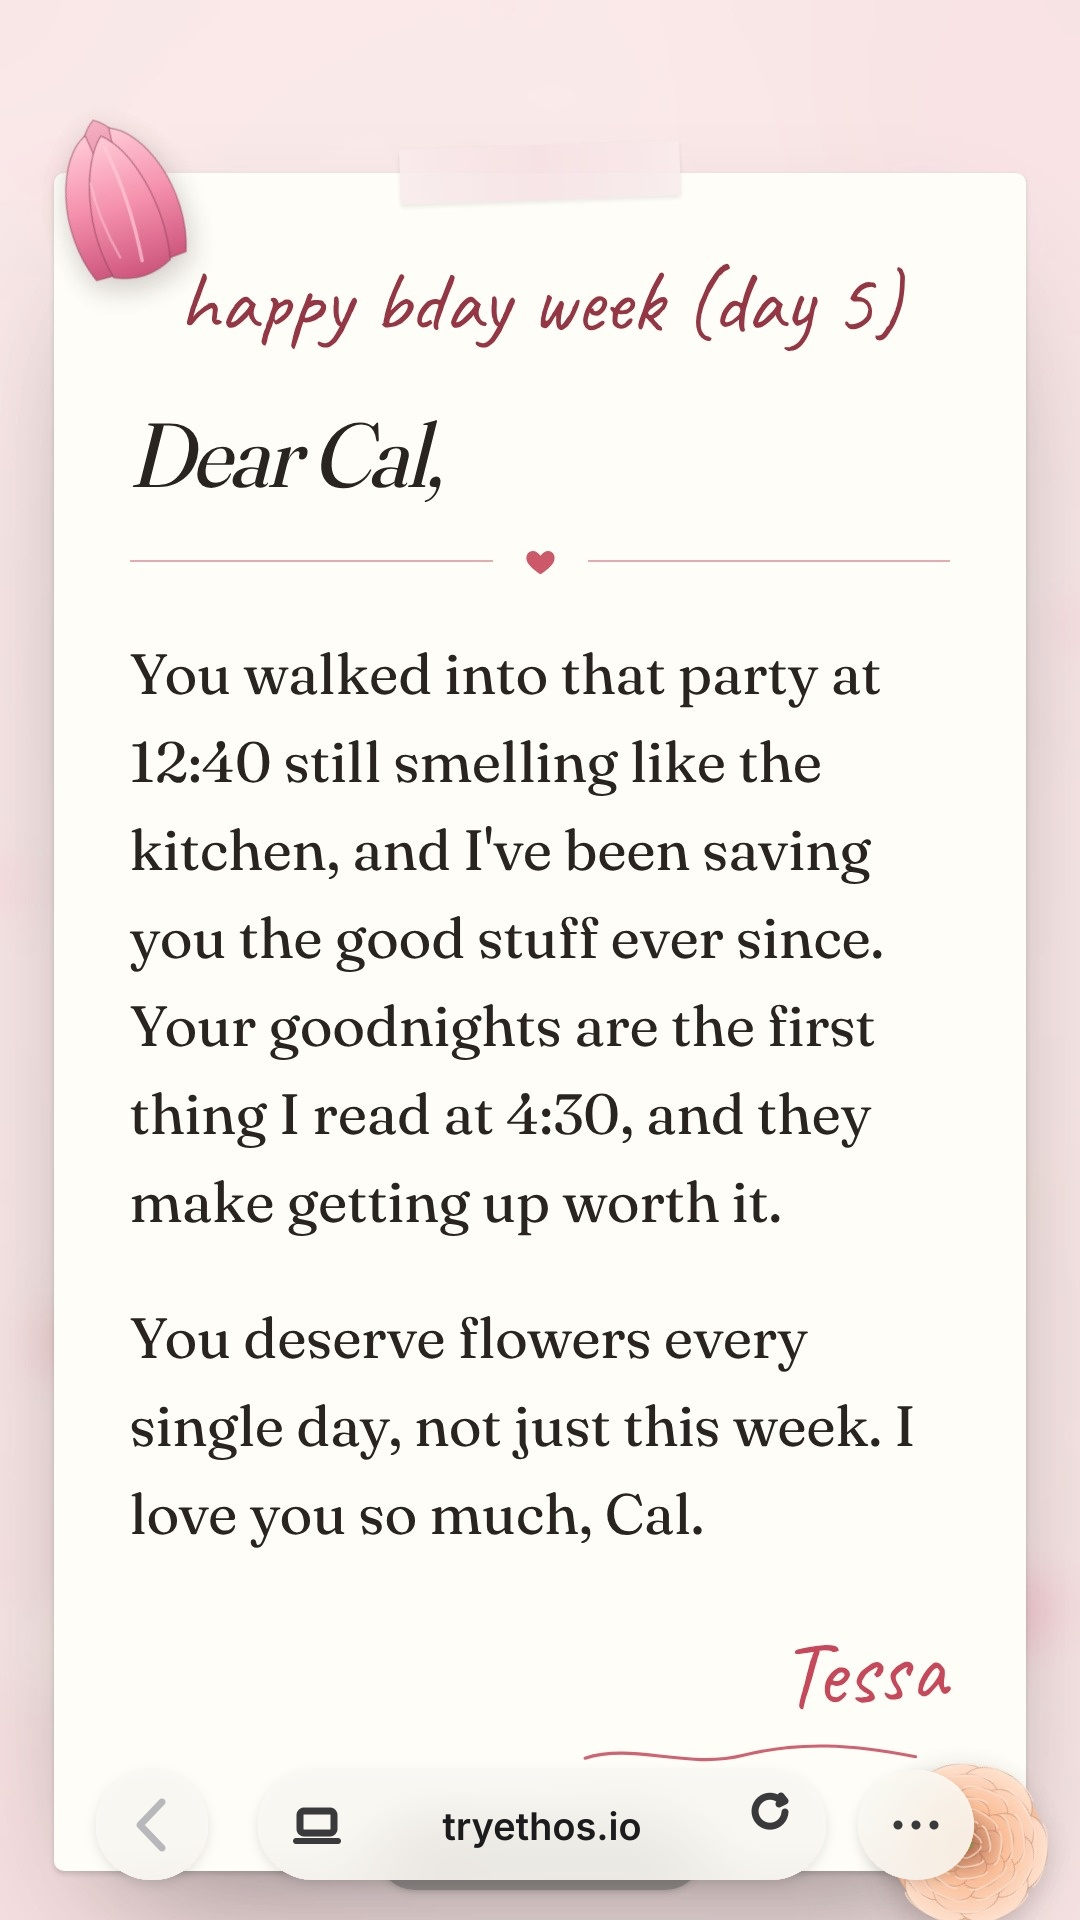 happy bday week (day 5)
Dear Cal,
You walked into that party at
12:40 still smelling like the
kitchen, and I've been saving
you the good stuff ever since.
Your goodnights are the first
thing I read at 4:30, and they
make getting up worth it.
You deserve flowers every
single day, not just this week. I
love you so much, Cal.
Tessa
tryethos.io